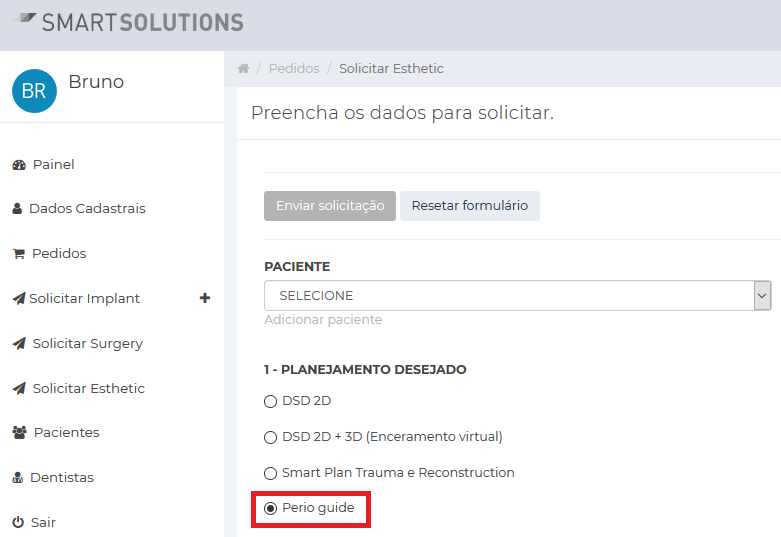 SMARTSOLUTIONS
BR
Bruno
Painel
Dados Cadastrais
Pedidos
Solicitar Implant
Solicitar Surgery
Solicitar Esthetic
Pacientes
Dentistas
Sair
/ Pedidos / Solicitar Esthetic
Preencha os dados para solicitar.
Enviar solicitação
Resetar formulário
PACIENTE
SELECIONE
Adicionar paciente
1 - PLANEJAMENTO DESEJADO
DSD 2D
DSD 2D + 3D (Enceramento virtual)
Smart Plan Trauma e Reconstruction
Perio guide